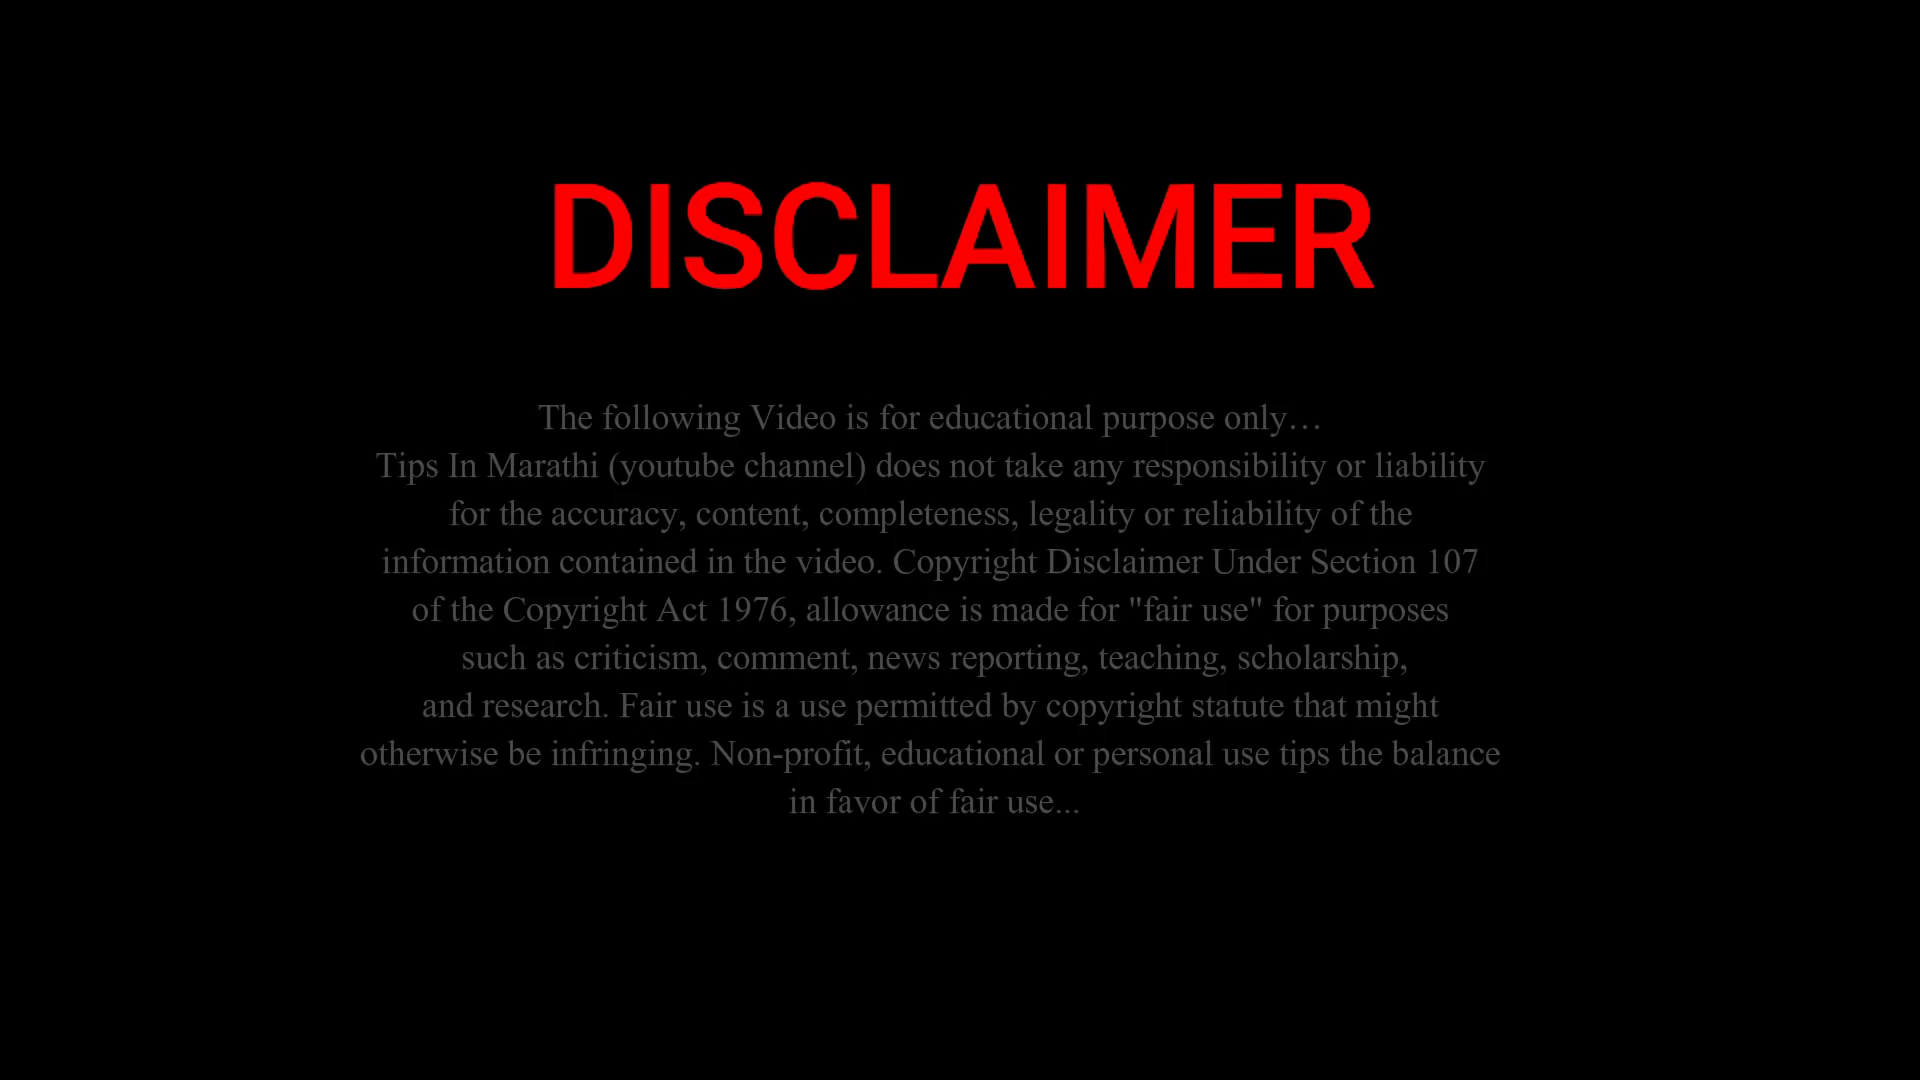 DISCLAIMER
The following Video is for educational purpose only…
Tips In Marathi (youtube channel) does not take any responsibility or liability
for the accuracy, content, completeness, legality or reliability of the
information contained in the video. Copyright Disclaimer Under Section 107
of the Copyright Act 1976, allowance is made for "fair use" for purposes
such as criticism, comment, news reporting, teaching, scholarship,
and research. Fair use is a use permitted by copyright statute that might
otherwise be infringing. Non-profit, educational or personal use tips the balance
in favor of fair use...